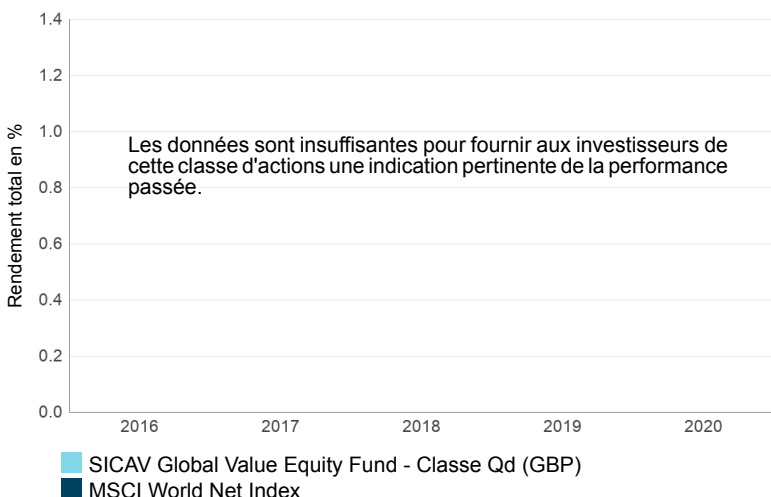 Rendement total en %
1.4
1.2
1.0
0.8
0.6
0.4
0.2
0.0
Les données sont insuffisantes pour fournir aux investisseurs de
cette classe d'actions une indication pertinente de la performance
passée.
2016 2017 2018 2019 2020
SICAV Global Value Equity Fund - Classe Qd (GBP)
MSCI World Net Index